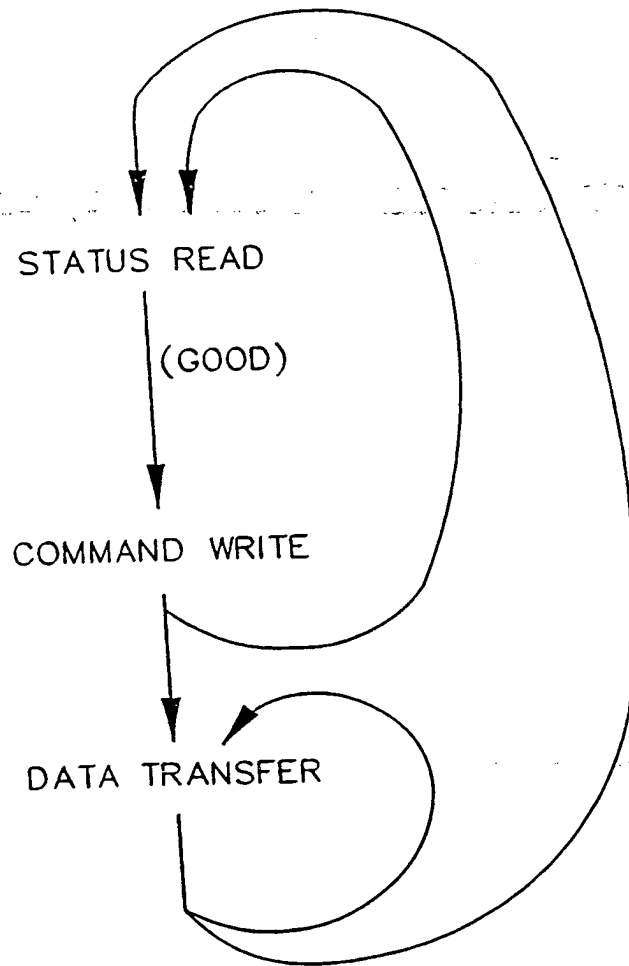 STATUS READ
(GOOD)
COMMAND WRITE
DATA TRANSFER